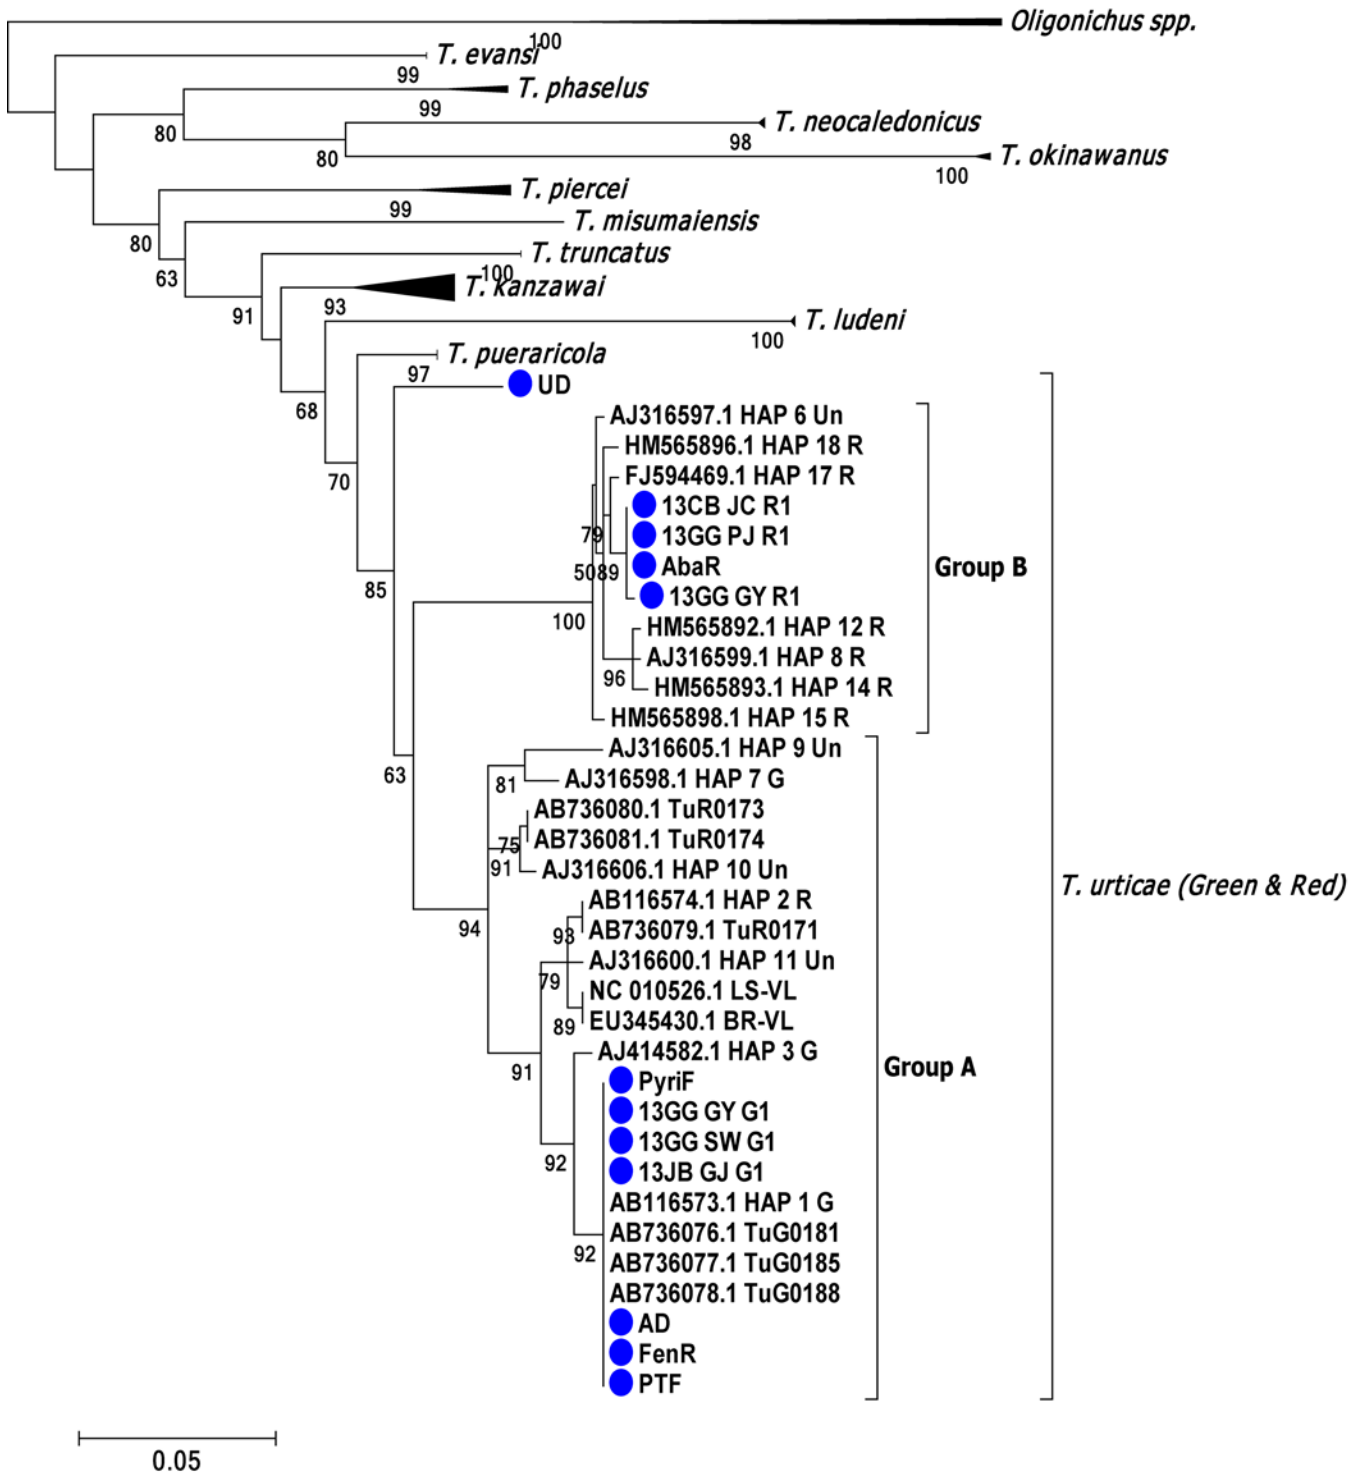 Oligonichus spp.
100
T. evansi
99
T. phaselus
99
80
T. neocaledonicus
98
80
T. okinawanus
100
T. piercei
99
80
T. misumaiensis
63
T. truncatus
100
T. kanzawai
93
91
T. ludeni
100
T. pueraricola
97
68
UD
AJ316597.1 HAP 6 Un
HM565896.1 HAP 18 R
FJ594469.1 HAP 17 R
70
13CB JC R1
79
13GG PJ R1
AbaR
50
89
Group B
85
13GG GY R1
100
HM565892.1 HAP 12 R
AJ316599.1 HAP 8 R
96
HM565893.1 HAP 14 R
HM565898.1 HAP 15 R
AJ316605.1 HAP 9 Un
63
81
AJ316598.1 HAP 7 G
AB736080.1 TuR0173
75
AB736081.1 TuR0174
91
AJ316606.1 HAP 10 Un
T. urticae (Green & Red)
AB116574.1 HAP 2 R
94
93
AB736079.1 TuR0171
AJ316600.1 HAP 11 Un
79
NC 010526.1 LS-VL
89
EU345430.1 BR-VL
AJ414582.1 HAP 3 G
91
Group A
PyriF
13GG GY G1
13GG SW G1
92
13JB GJ G1
AB116573.1 HAP 1 G
AB736076.1 TuG0181
92
AB736077.1 TuG0185
AB736078.1 TuG0188
AD
FenR
PTF
0.05